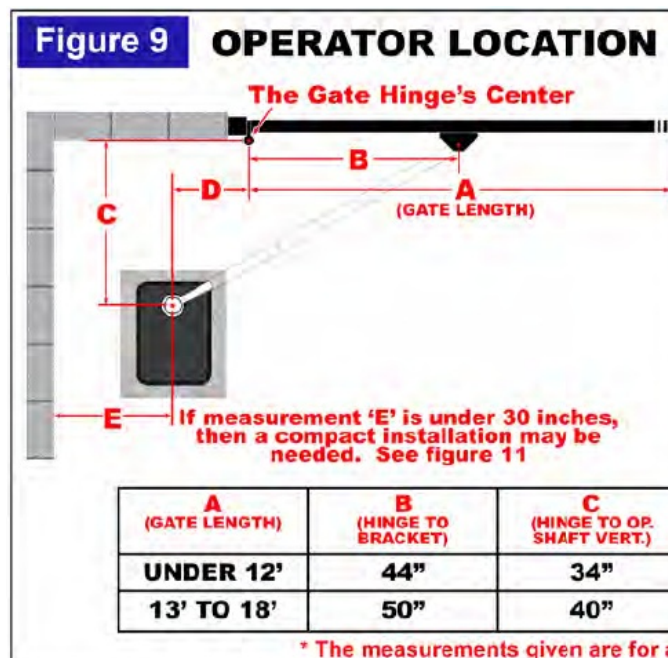 Figure 9 OPERATOR LOCATION
The Gate Hinge's Center
B
D
A
(GATE LENGTH)
C
E
If measurement ‘E’ is under 30 inches,
then a compact installation may be
needed. See figure 11
A B C
(GATE LENGTH) (HINGE TO BRACKET) (HINGE TO OP. SHAFT VERT.)
UNDER 12’ 44” 34”
13’ TO 18’ 50” 40”
* The measurements given are for